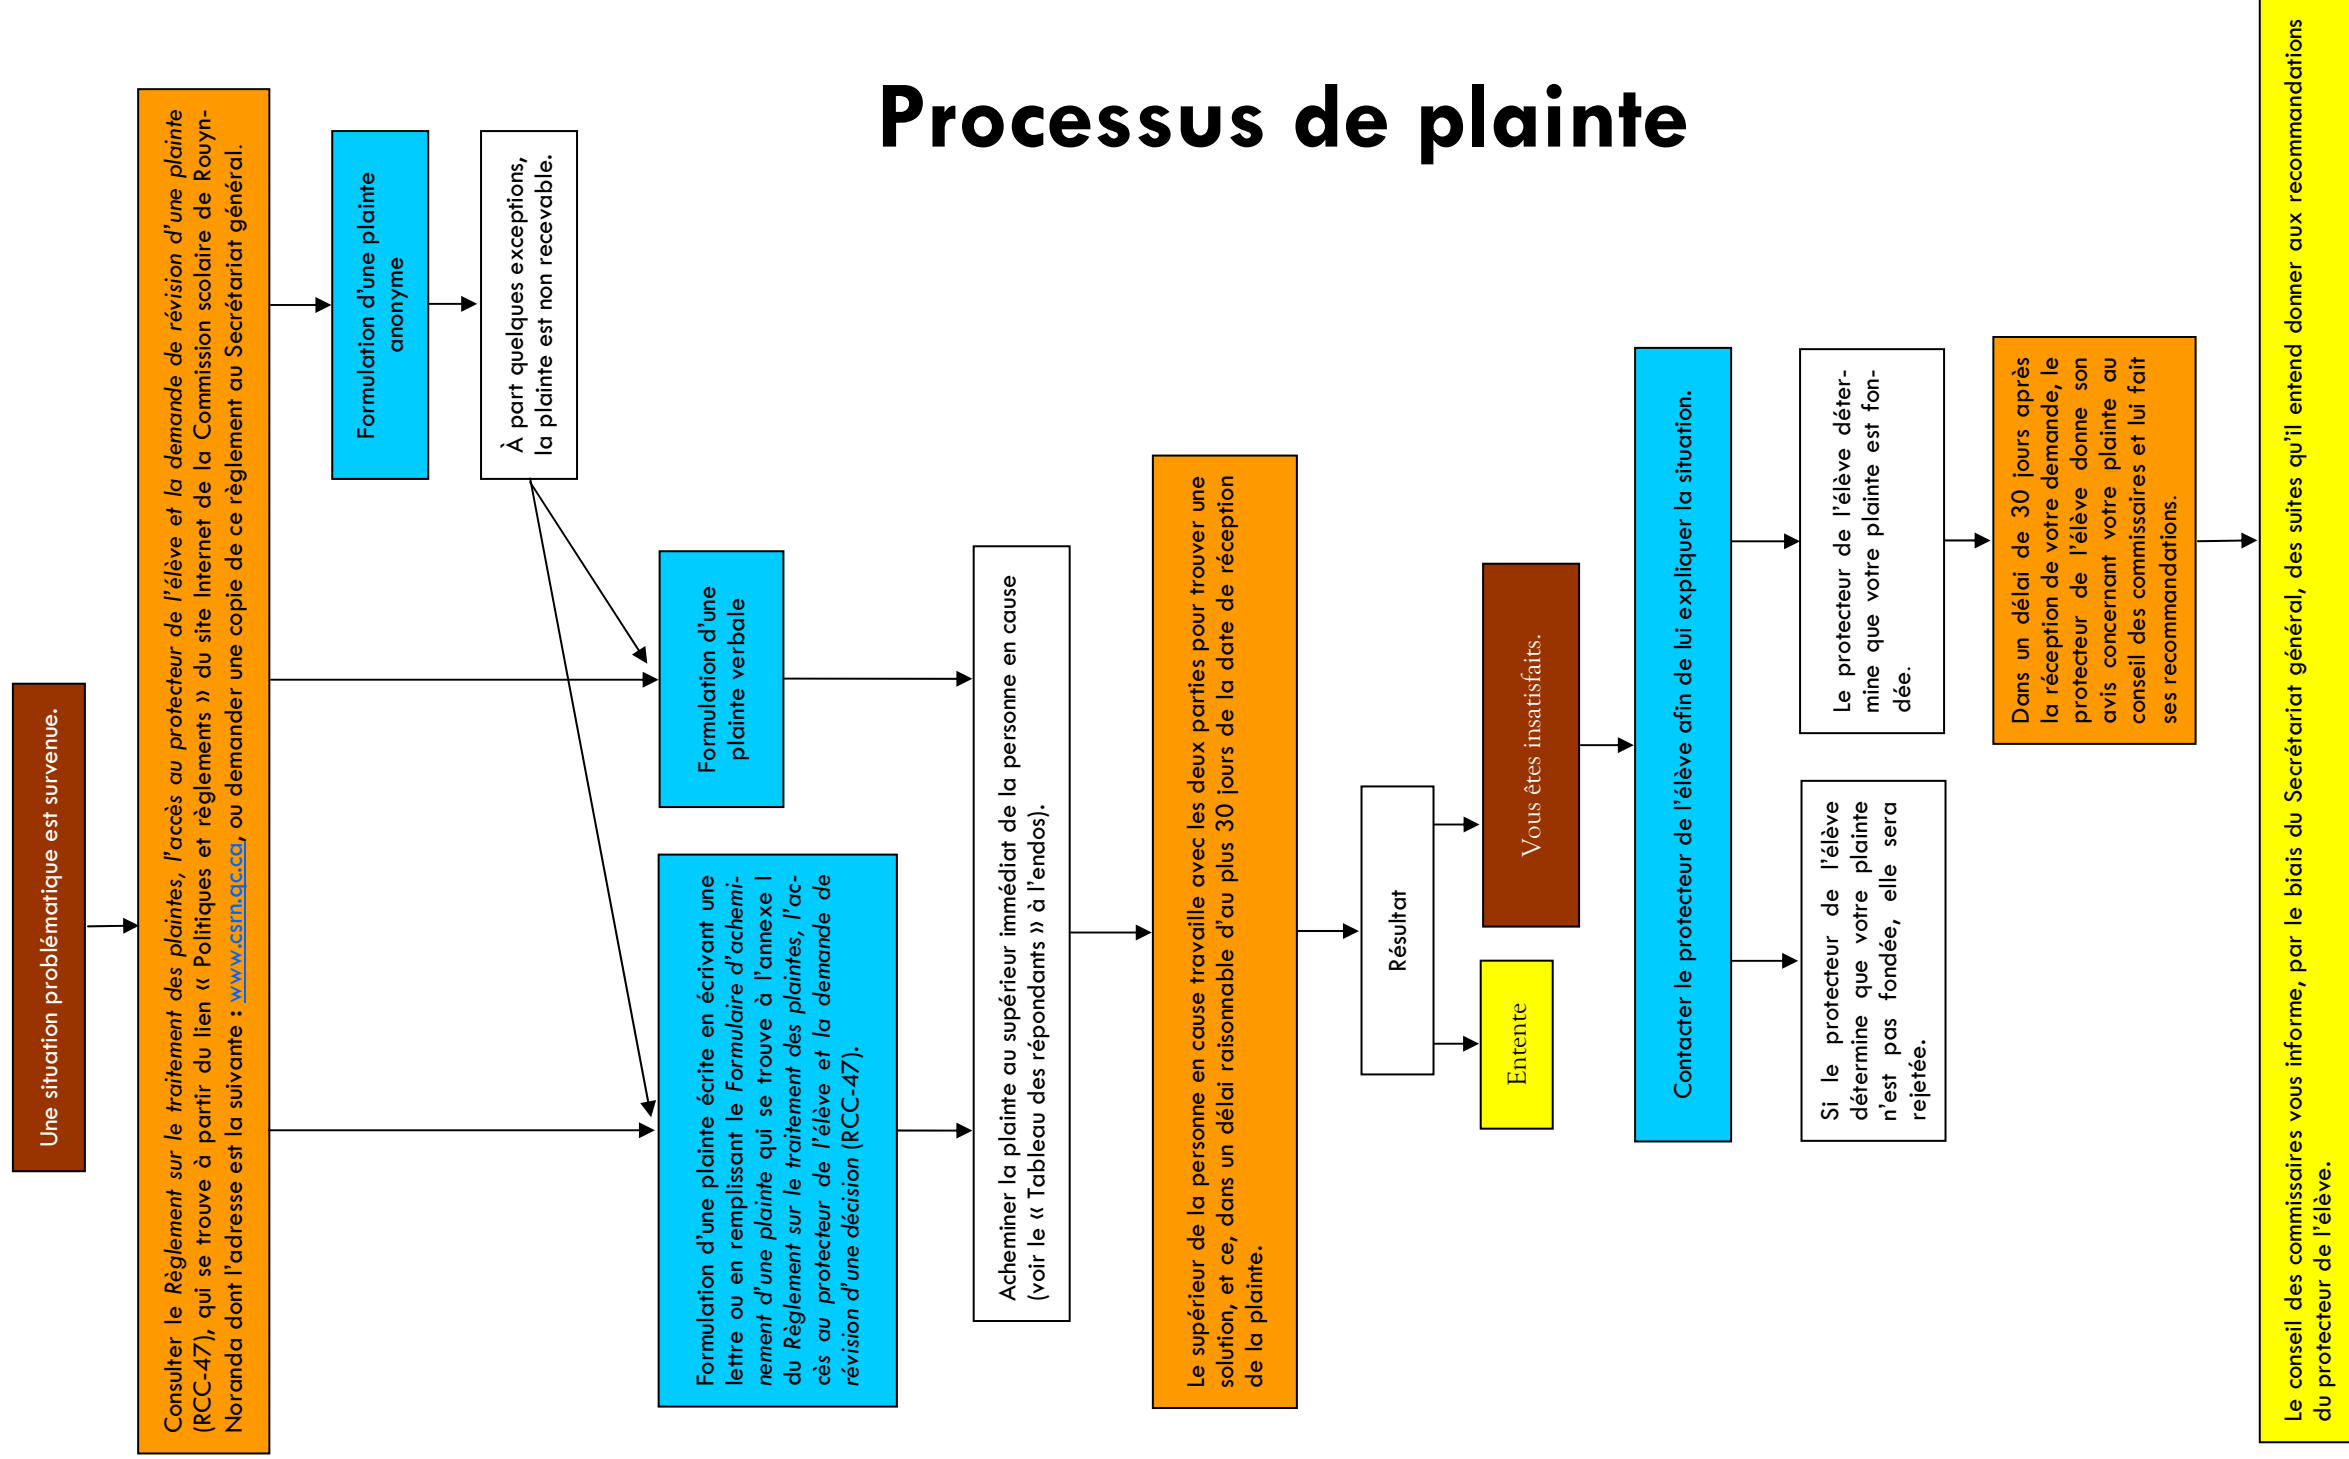 Processus de plainte
Une situation problématique est survenue.
Consulter le Règlement sur le traitement des plaintes, l'accès au protecteur de l'élève et la demande de révision d'une plainte
(RCC-47), qui se trouve à partir du lien « Politiques et règlements » du site Internet de la Commission scolaire de Rouyn-
Noranda dont l'adresse est la suivante : www.csrn.qc.ca, ou demander une copie de ce règlement au Secrétariat général.
Formulation d'une plainte
anonyme
À part quelques exceptions,
la plainte est non recevable.
Formulation d'une
plainte verbale
Formulation d'une plainte écrite en écrivant une
lettre ou en remplissant le Formulaire d'achemi-
nement d'une plainte qui se trouve à l'annexe I
du Règlement sur le traitement des plaintes, l'ac-
cès au protecteur de l'élève et la demande de
révision d'une décision (RCC-47).
Acheminer la plainte au supérieur immédiat de la personne en cause
(voir le « Tableau des répondants » à l'endos).
Le supérieur de la personne en cause travaille avec les deux parties pour trouver une
solution, et ce, dans un délai raisonnable d'au plus 30 jours de la date de réception
de la plainte.
Résultat
Entente
Vous êtes insatisfaits.
Contacter le protecteur de l'élève afin de lui expliquer la situation.
Si le protecteur de l'élève
détermine que votre plainte
n'est pas fondée, elle sera
rejetée.
Le protecteur de l'élève déter-
mine que votre plainte est fon-
dée.
Dans un délai de 30 jours après
la réception de votre demande, le
protecteur de l'élève donne son
avis concernant votre plainte au
conseil des commissaires et lui fait
ses recommandations.
Le conseil des commissaires vous informe, par le biais du Secrétariat général, des suites qu'il entend donner aux recommandations
du protecteur de l'élève.